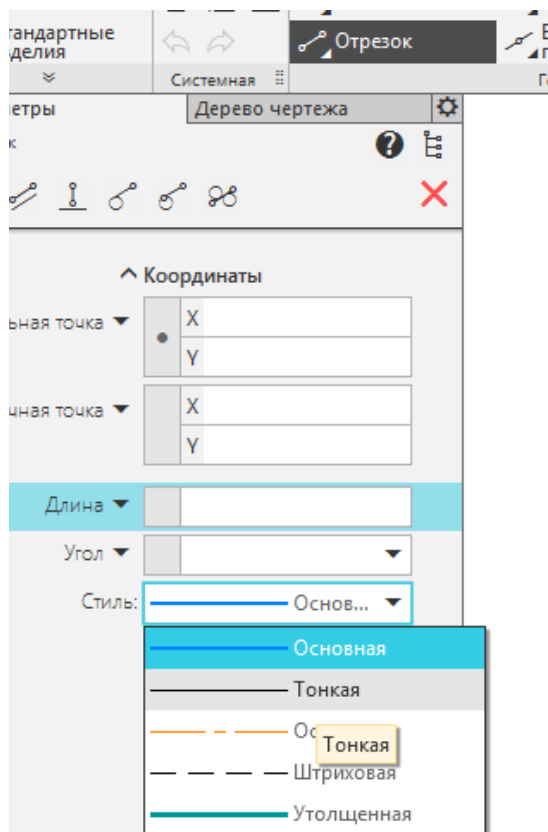 тандартные
зделия
Системная
Отрезок
етры
Дерево чертежа
Координаты
ьная точка
X
Y
чная точка
X
Y
Длина
Угол
Стиль:
Основ...
Основная
Тонкая
Ос
Тонкая
Штриховая
Утолщенная